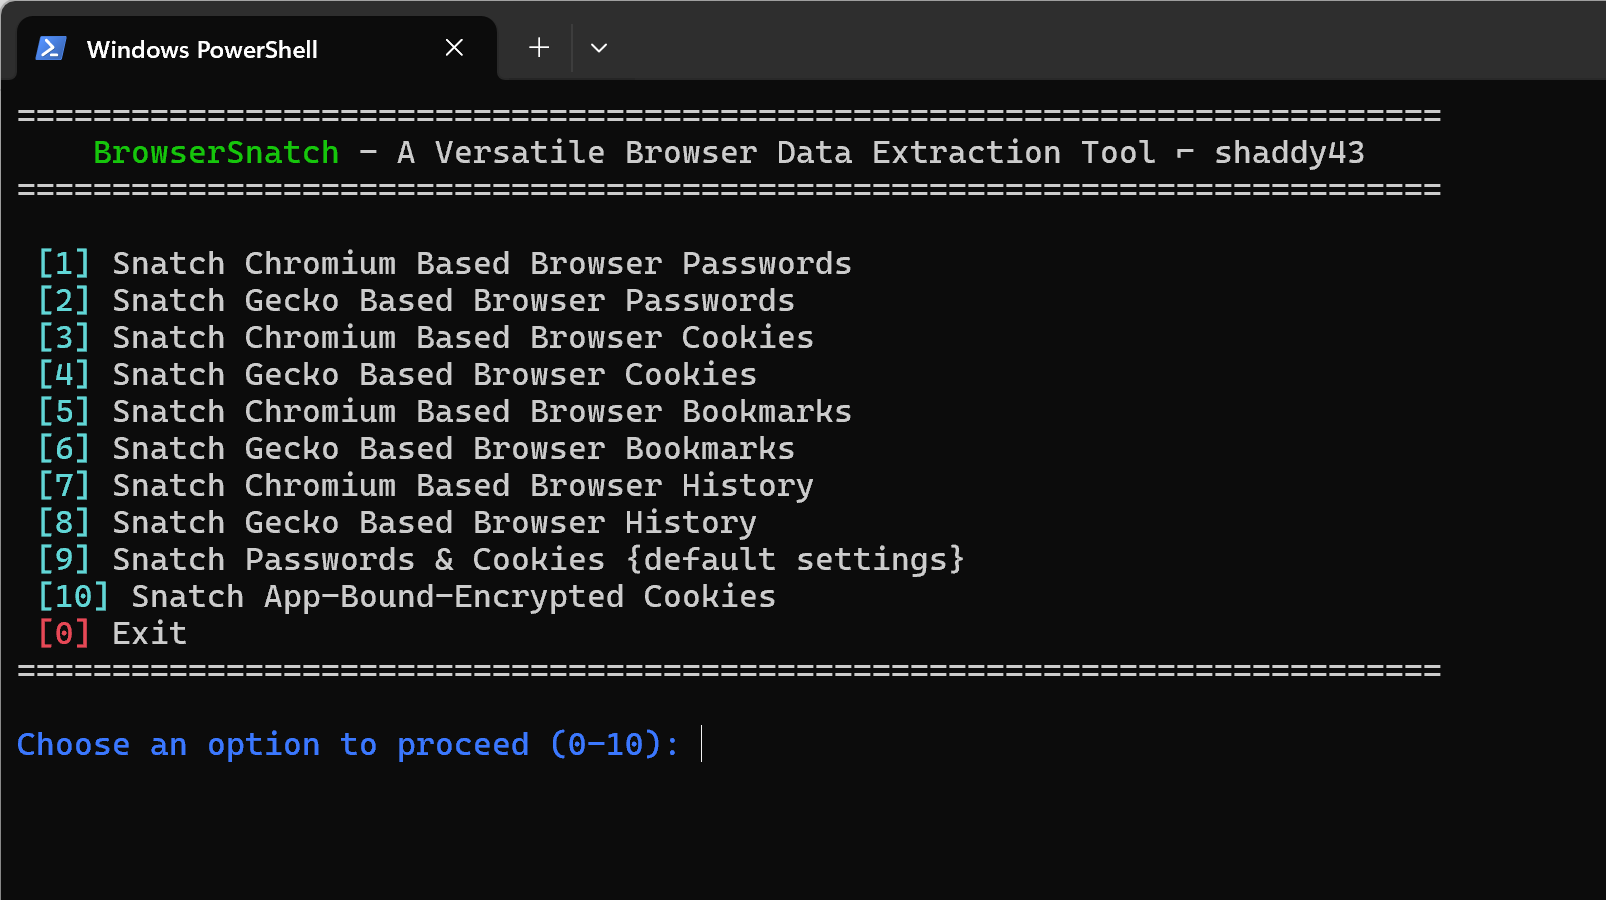 Windows PowerShell
===========================================================================
BrowserSnatch - A Versatile Browser Data Extraction Tool ⌐ shaddy43
===========================================================================
[1] Snatch Chromium Based Browser Passwords
[2] Snatch Gecko Based Browser Passwords
[3] Snatch Chromium Based Browser Cookies
[4] Snatch Gecko Based Browser Cookies
[5] Snatch Chromium Based Browser Bookmarks
[6] Snatch Gecko Based Browser Bookmarks
[7] Snatch Chromium Based Browser History
[8] Snatch Gecko Based Browser History
[9] Snatch Passwords & Cookies {default settings}
[10] Snatch App-Bound-Encrypted Cookies
[0] Exit
===========================================================================
Choose an option to proceed (0-10):